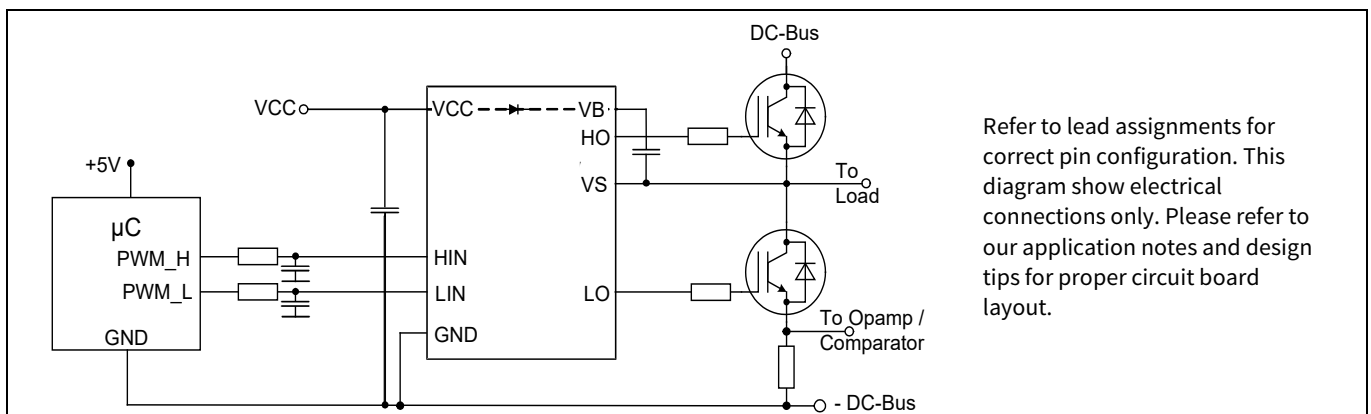 DC-Bus
VCC
VCC
VB
HO
+5V
VS
To
Load
µC
PWM_H
HIN
PWM_L
LIN
LO
GND
GND
To Opamp /
Comparator
- DC-Bus
Refer to lead assignments for
correct pin configuration. This
diagram show electrical
connections only. Please refer to
our application notes and design
tips for proper circuit board
layout.